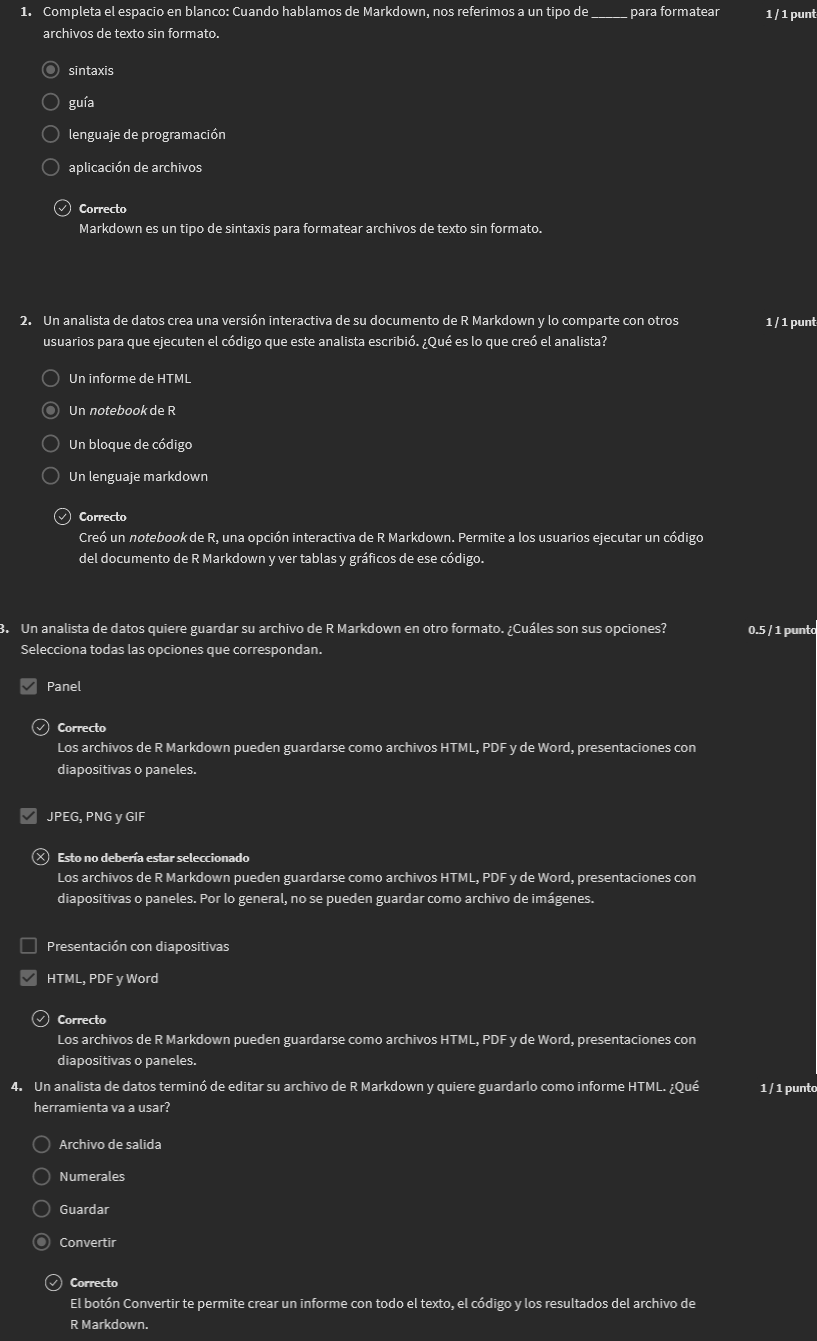 1. Completa el espacio en blanco: Cuando hablamos de Markdown, nos referimos a un tipo de _____ para formatear 1 / 1 punt
archivos de texto sin formato.
sintaxis
guía
lenguaje de programación
aplicación de archivos
Correcto
Markdown es un tipo de sintaxis para formatear archivos de texto sin formato.
2. Un analista de datos crea una versión interactiva de su documento de R Markdown y lo comparte con otros 1 / 1 punt
usuarios para que ejecuten el código que este analista escribió. ¿Qué es lo que creó el analista?
Un informe de HTML
Un notebook de R
Un bloque de código
Un lenguaje markdown
Correcto
Creó un notebook de R, una opción interactiva de R Markdown. Permite a los usuarios ejecutar un código
del documento de R Markdown y ver tablas y gráficos de ese código.
3. Un analista de datos quiere guardar su archivo de R Markdown en otro formato. ¿Cuáles son sus opciones? 0.5 / 1 punto
Selecciona todas las opciones que correspondan.
Panel
Correcto
Los archivos de R Markdown pueden guardarse como archivos HTML, PDF y de Word, presentaciones con
diapositivas o paneles.
JPEG, PNG y GIF
Esto no debería estar seleccionado
Los archivos de R Markdown pueden guardarse como archivos HTML, PDF y de Word, presentaciones con
diapositivas o paneles. Por lo general, no se pueden guardar como archivo de imágenes.
Presentación con diapositivas
HTML, PDF y Word
Correcto
Los archivos de R Markdown pueden guardarse como archivos HTML, PDF y de Word, presentaciones con
diapositivas o paneles.
4. Un analista de datos terminó de editar su archivo de R Markdown y quiere guardarlo como informe HTML. ¿Qué 1 / 1 punto
herramienta va a usar?
Archivo de salida
Numerales
Guardar
Convertir
Correcto
El botón Convertir te permite crear un informe con todo el texto, el código y los resultados del archivo de
R Markdown.